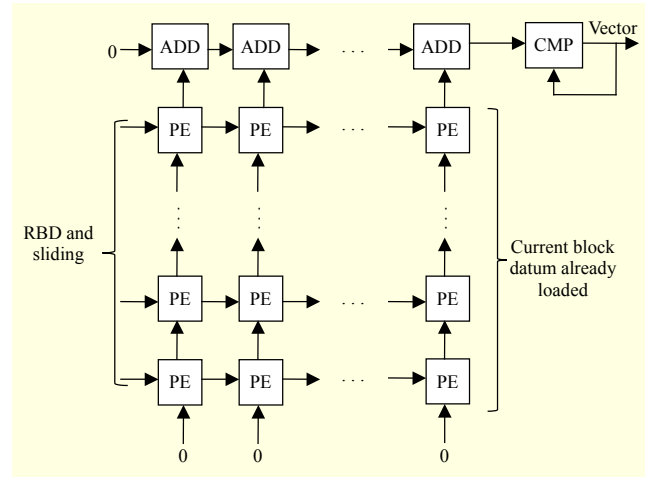 0 ADD ADD . . . ADD CMP Vector
PE PE . . . PE
RBD and
sliding
Current block
datum already
loaded
PE PE . . . PE
PE PE . . . PE
0 0 0